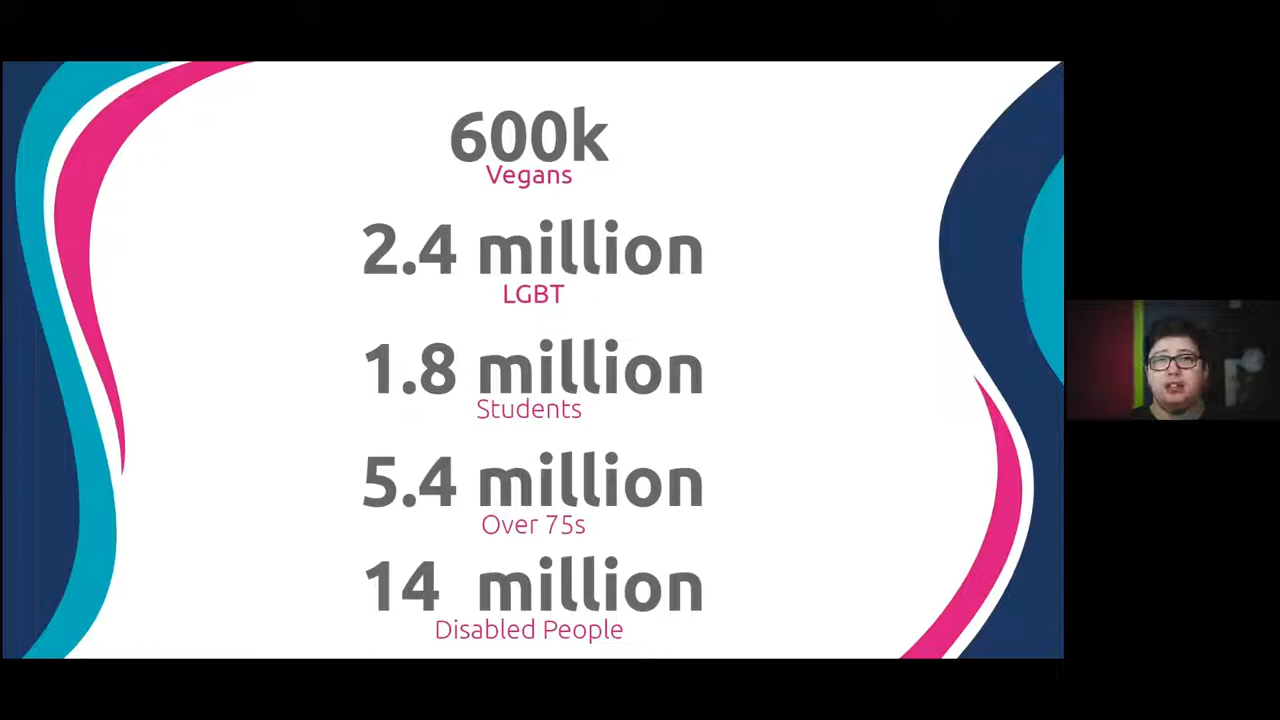 600k
Vegans
2.4 million
LGBT
1.8 million
Students
5.4 million
Over 75s
14 million
Disabled People